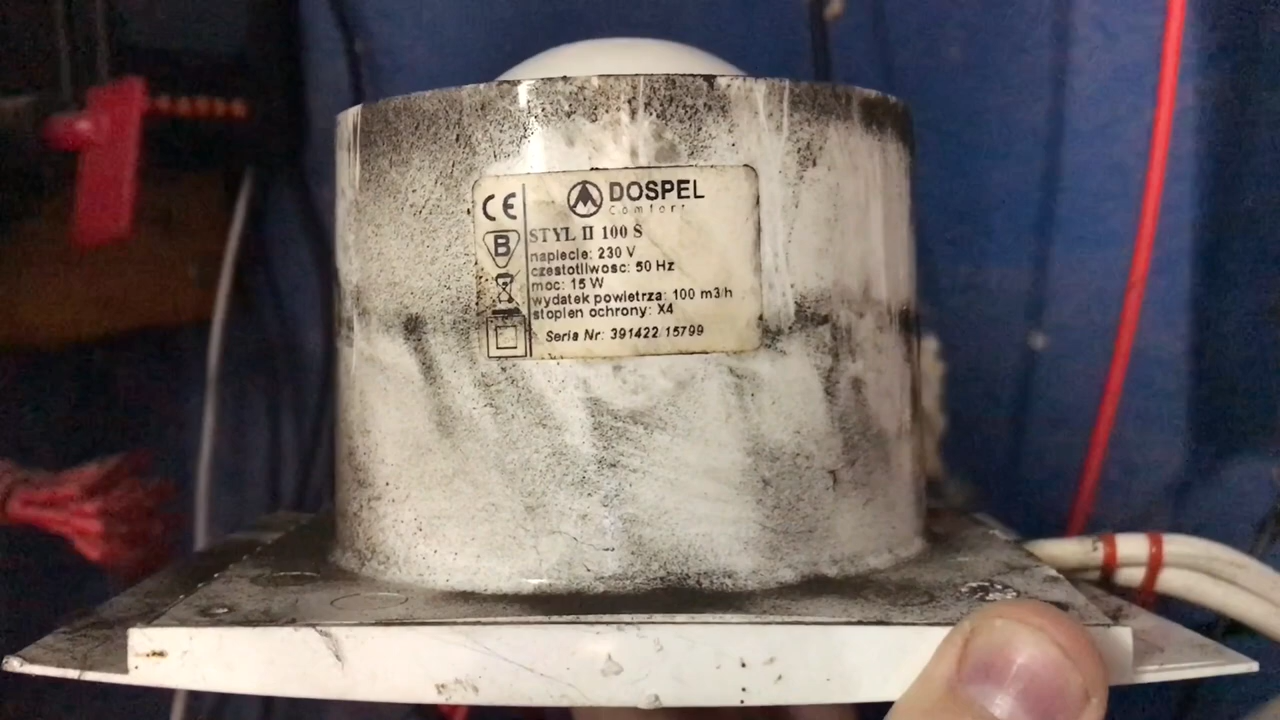 CE
DOSPEL
Comfort
B
STYL II 100 S
napiecie: 230 V
czestotliwosc: 50 Hz
moc: 15 W
wydatek powietrza: 100 m3/h
stopien ochrony: X4
Seria Nr: 391422/15799